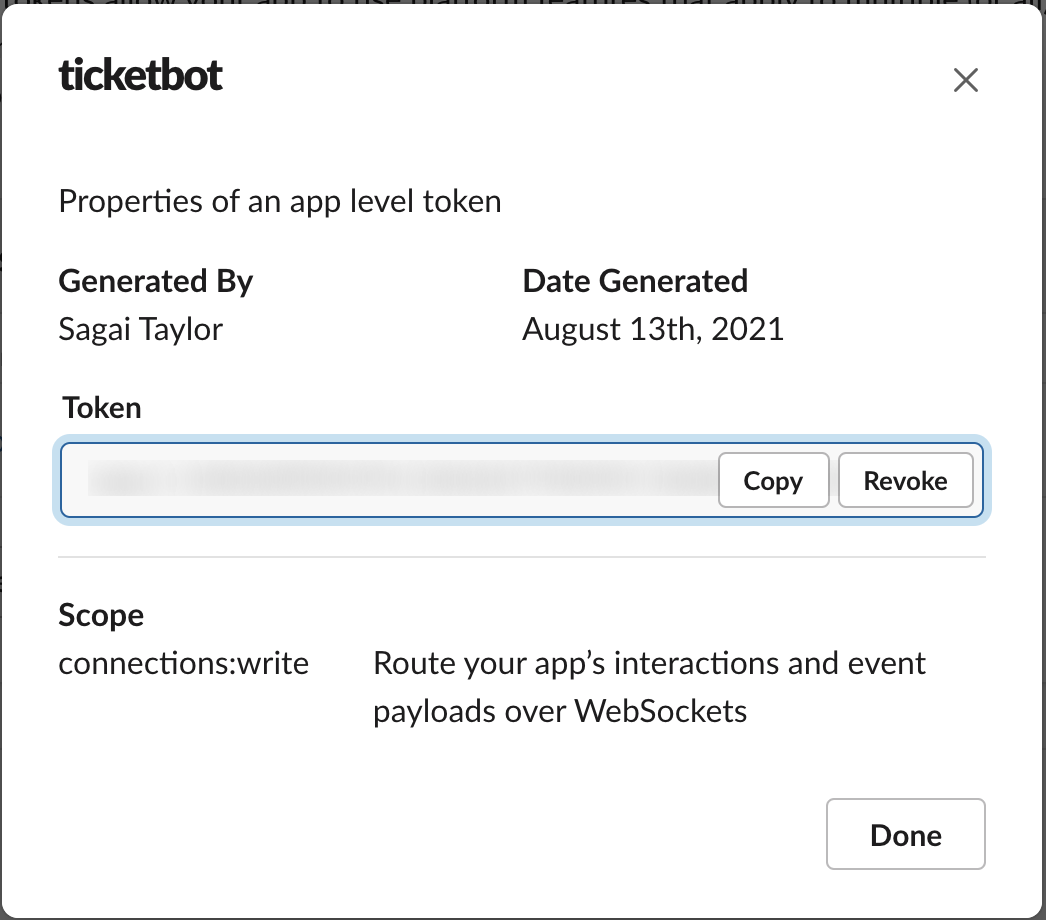 ticketbot
Properties of an app level token
Generated By
Date Generated
Sagai Taylor
August 13th, 2021
Token
Copy
Revoke
Scope
connections:write
Route your app’s interactions and event
payloads over WebSockets
Done